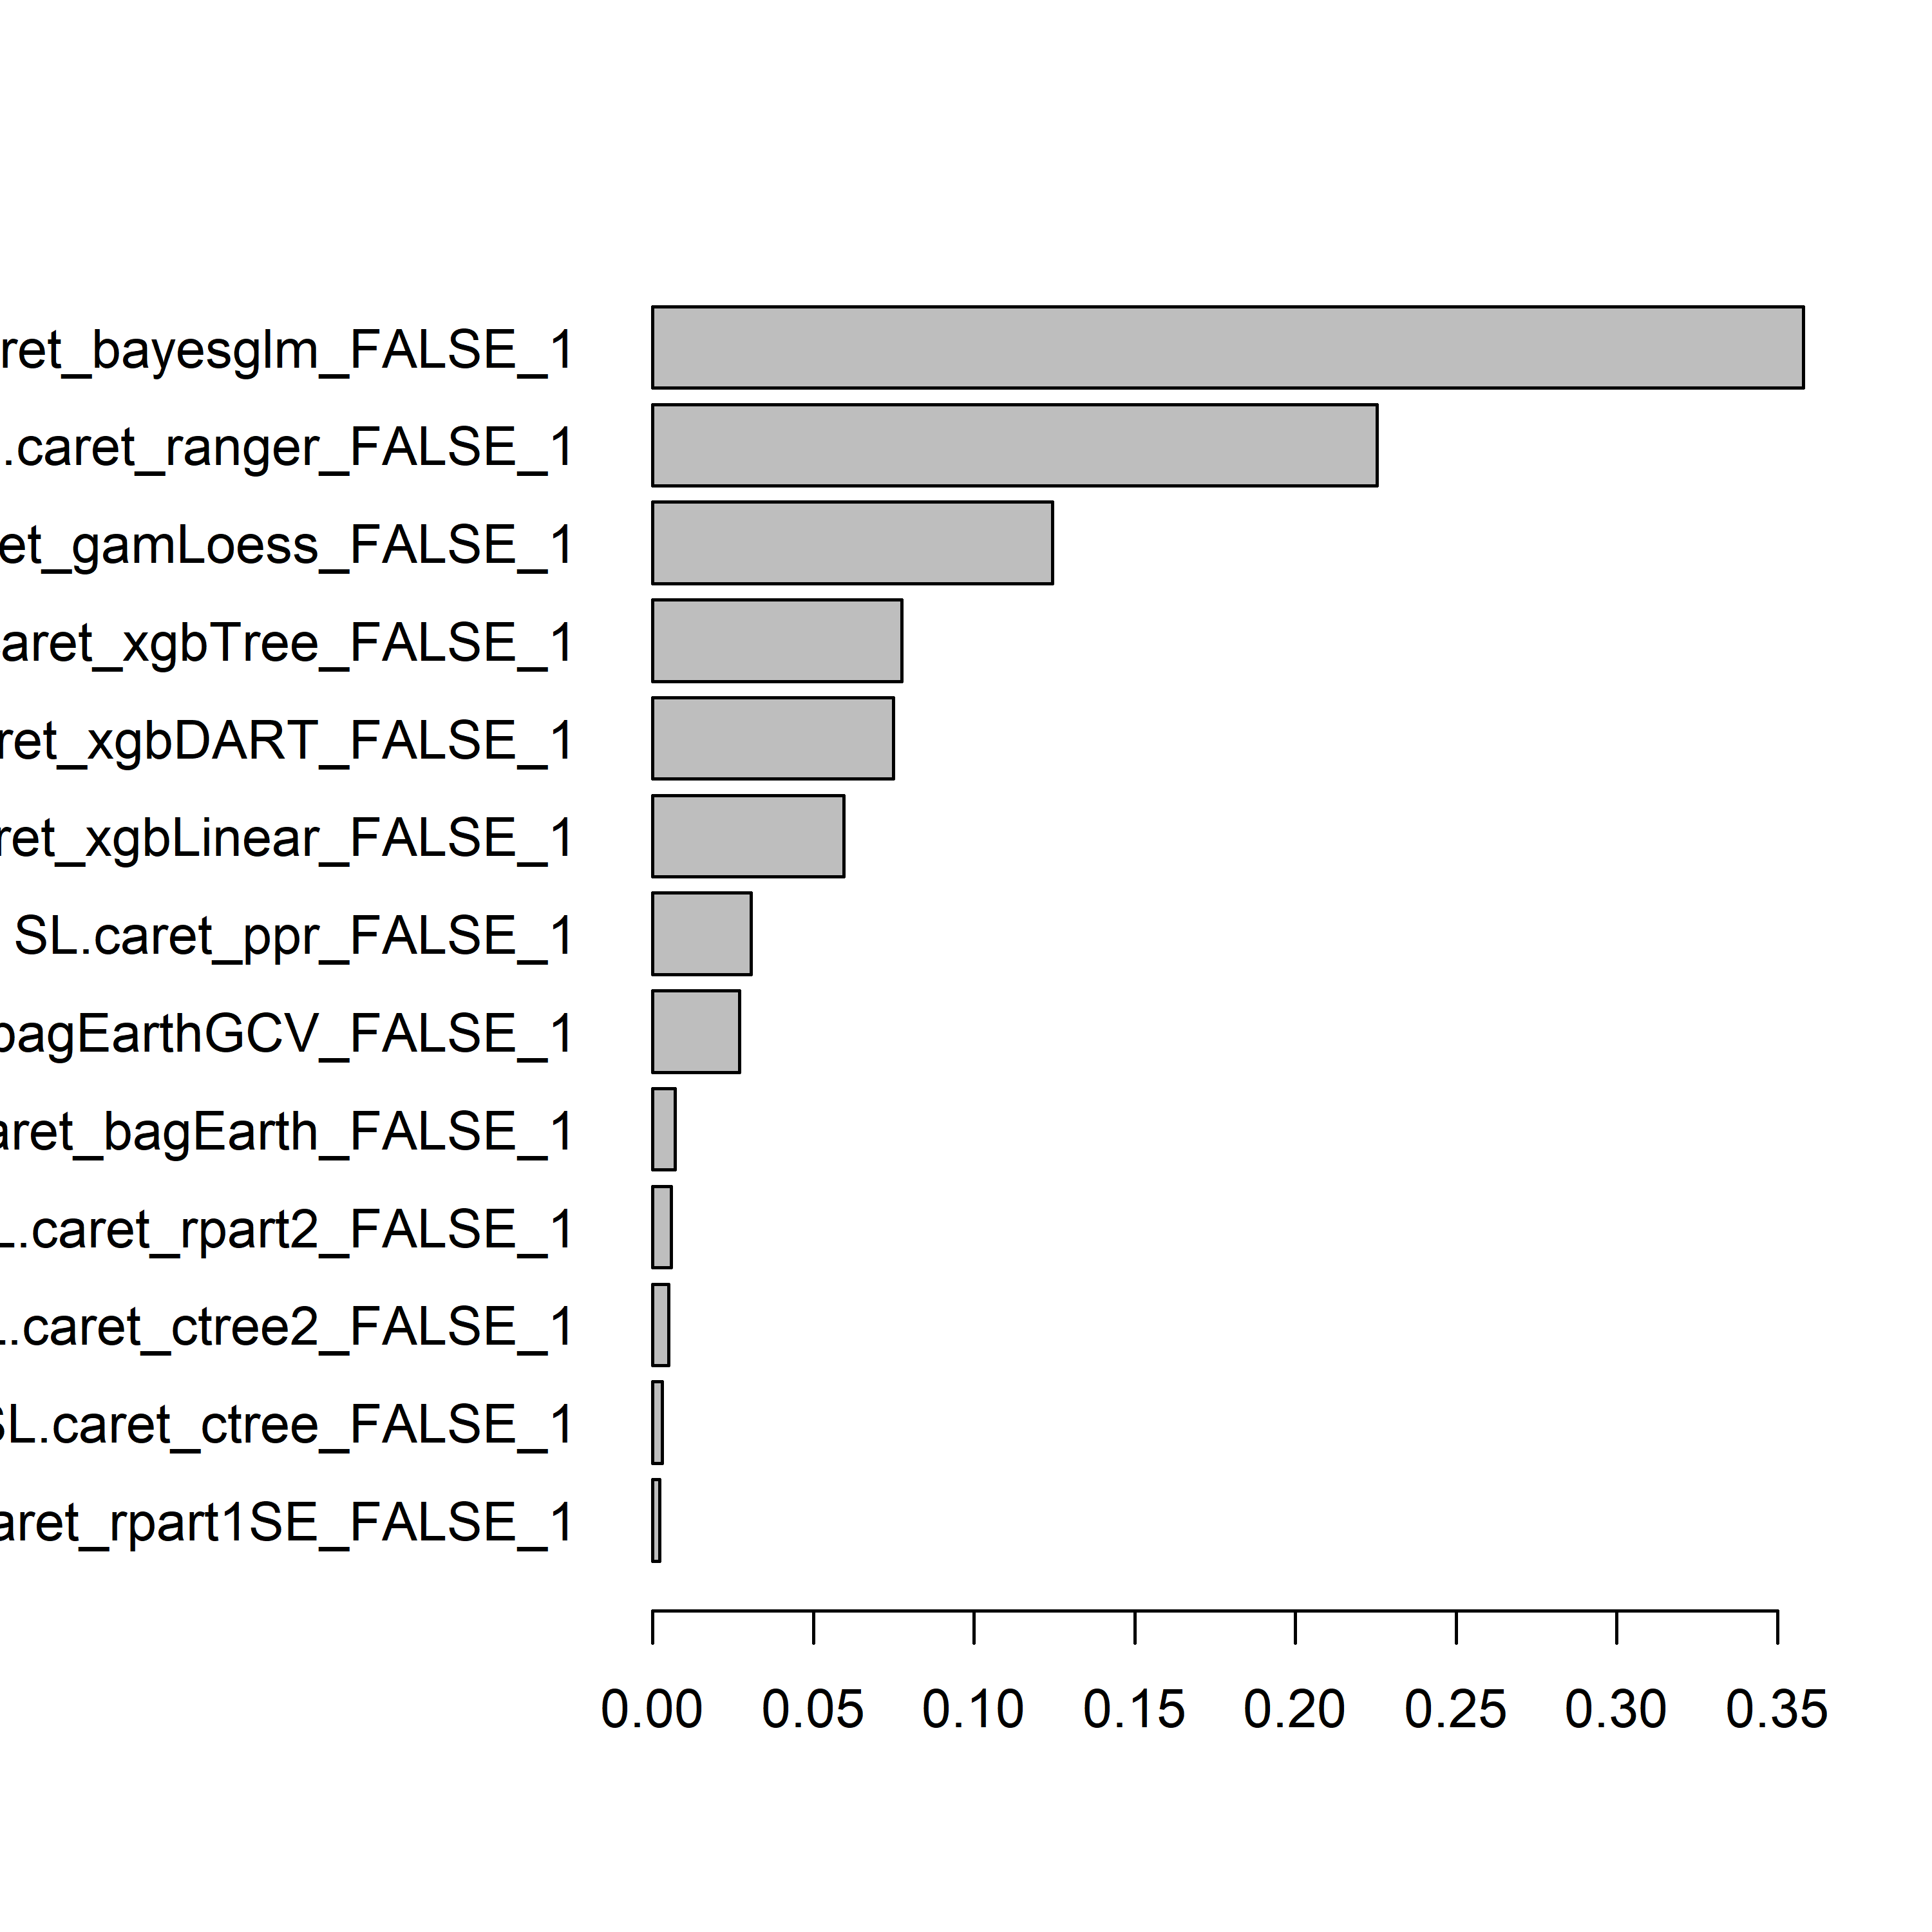 ret_bayesglm_FALSE_1
.caret_ranger_FALSE_1
et_gamLoess_FALSE_1
aret_xgbTree_FALSE_1
ret_xgbDART_FALSE_1
ret_xgbLinear_FALSE_1
SL.caret_ppr_FALSE_1
bagEarthGCV_FALSE_1
aret_bagEarth_FALSE_1
L.caret_rpart2_FALSE_1
L.caret_ctree2_FALSE_1
SL.caret_ctree_FALSE_1
aret_rpart1SE_FALSE_1
0.00 0.05 0.10 0.15 0.20 0.25 0.30 0.35